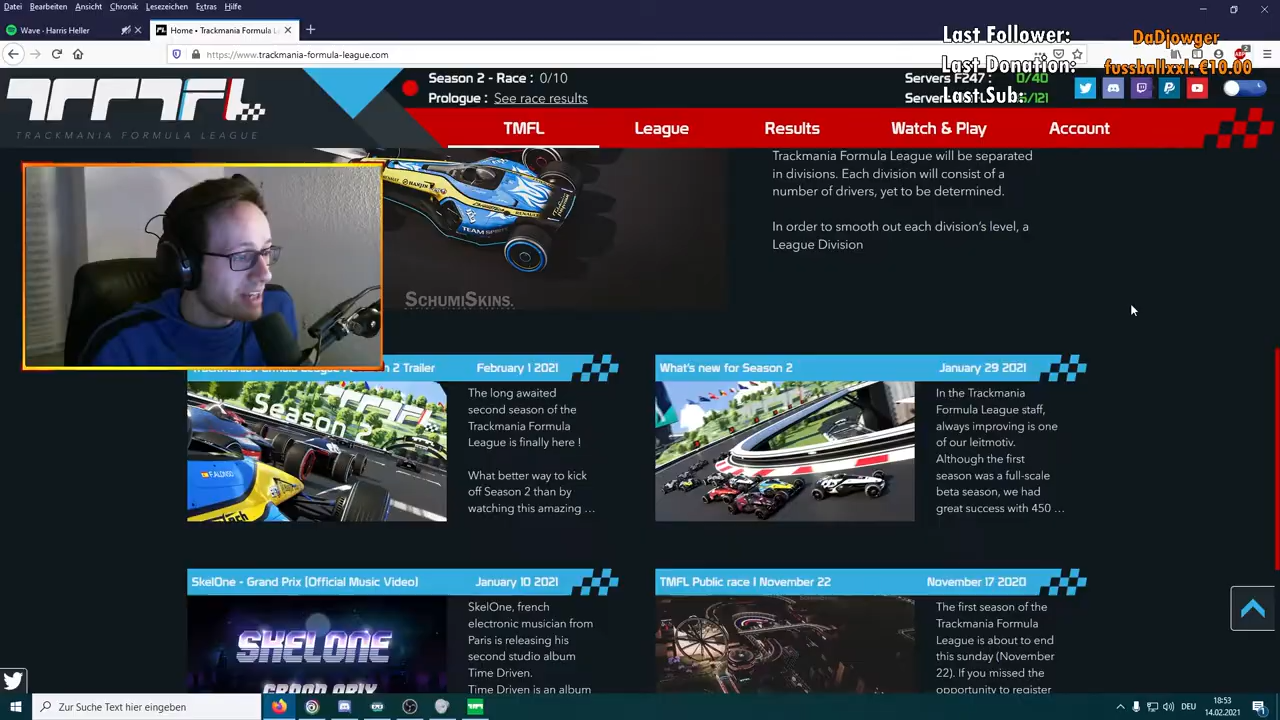 Datei Bearbeiten Ansicht Chronik Lesezeichen Extras Hilfe
Wave - Harris Heller
Home • Trackmania Formula L
https://www.trackmania-formula-league.com
Last Follower: DaDjowger
Last Donation: fussballxxl: €10.00
Last Sub:
TMFL
TRACKMANIA FORMULA LEAGUE
Season 2 - Race : 0/10
Prologue : See race results
Servers F247 : 0/40
/121
TMFL League Results Watch & Play Account
Trackmania Formula League will be separated
in divisions. Each division will consist of a
number of drivers, yet to be determined.
In order to smooth out each division's level, a
League Division
SCHUMISKINS.
2 Trailer February 1 2021
Season 2
F.ALONSO
The long awaited
second season of the
Trackmania Formula
League is finally here !
What better way to kick
off Season 2 than by
watching this amazing ...
What's new for Season 2 January 29 2021
In the Trackmania
Formula League staff,
always improving is one
of our leitmotiv.
Although the first
season was a full-scale
beta season, we had
great success with 450 ...
SkelOne - Grand Prix (Official Music Video) January 10 2021
SKELONE
GRAND PRIX
SkelOne, french
electronic musician from
Paris is releasing his
second studio album
Time Driven.
Time Driven is an album
TMFL Public race | November 22 November 17 2020
The first season of the
Trackmania Formula
League is about to end
this sunday (November
22). If you missed the
opportunity to register
Zur Suche Text hier eingeben
DEU
18:53
14.02.2021